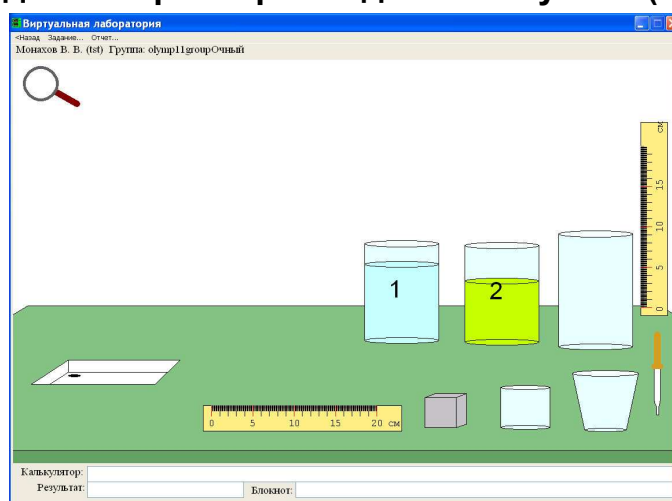 Виртуальная лаборатория
<Назад Задание... Отчет...
Монахов В. В. (tst) Группа: olymp11groupОчный
см
15
10
5
0
1
2
0 5 10 15 20 см
Калькулятор:
Результат:
Блокнот: